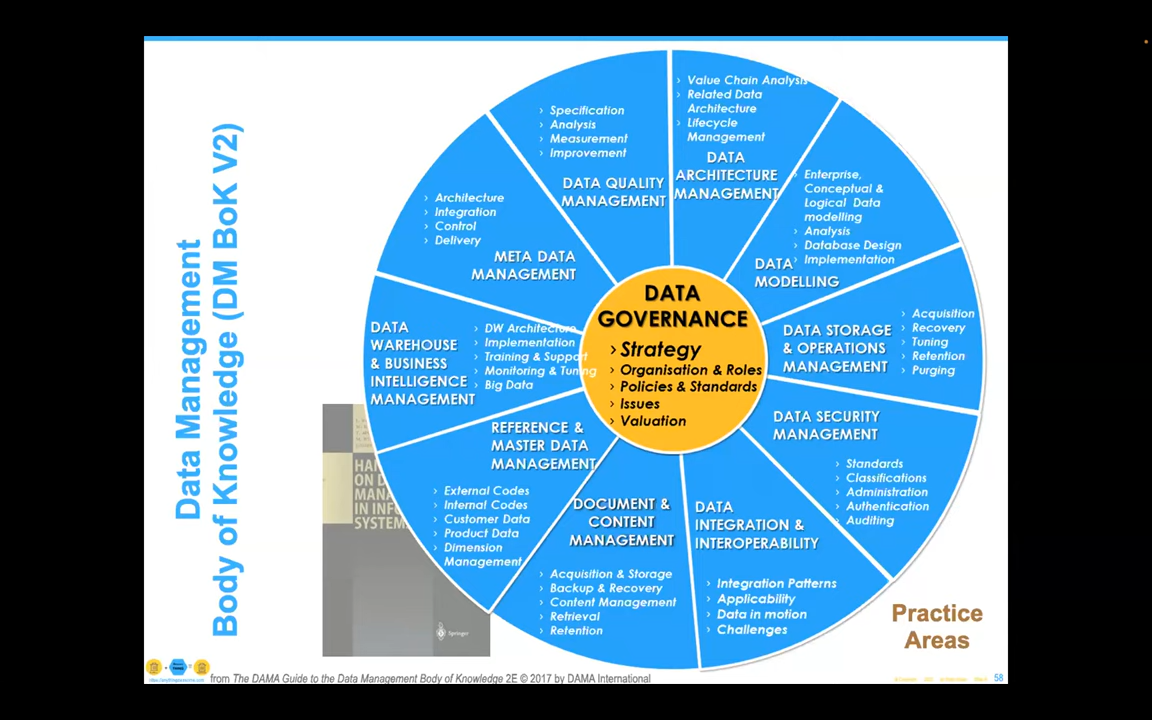 Data Management
Body of Knowledge (DM BoK V2)
› Value Chain Analysis
› Related Data
Architecture
› Lifecycle
Management
DATA
ARCHITECTURE
MANAGEMENT
› Enterprise,
Conceptual &
Logical Data
modelling
› Analysis
› Database Design
› Implementation
DATA
MODELLING
› Acquisition
› Recovery
› Tuning
› Retention
› Purging
DATA STORAGE
& OPERATIONS
MANAGEMENT
DATA SECURITY
MANAGEMENT
› Standards
› Classifications
› Administration
› Authentication
› Auditing
DATA
INTEGRATION &
INTEROPERABILITY
› Integration Patterns
› Applicability
› Data in motion
› Challenges
DOCUMENT &
CONTENT
MANAGEMENT
› Acquisition & Storage
› Backup & Recovery
› Content Management
› Retrieval
› Retention
REFERENCE &
MASTER DATA
MANAGEMENT
› External Codes
› Internal Codes
› Customer Data
› Product Data
› Dimension
Management
DATA
WAREHOUSE
& BUSINESS
INTELLIGENCE
MANAGEMENT
› DW Architecture
› Implementation
› Training & Support
› Monitoring & Tuning
› Big Data
› Architecture
› Integration
› Control
› Delivery
META DATA
MANAGEMENT
› Specification
› Analysis
› Measurement
› Improvement
DATA QUALITY
MANAGEMENT
DATA
GOVERNANCE
› Strategy
› Organisation & Roles
› Policies & Standards
› Issues
› Valuation
HAN
ON D
MANA
IN INFO
SYSTEMS
Springer
Practice
Areas
from The DAMA Guide to the Data Management Body of Knowledge 2E © 2017 by DAMA International
58